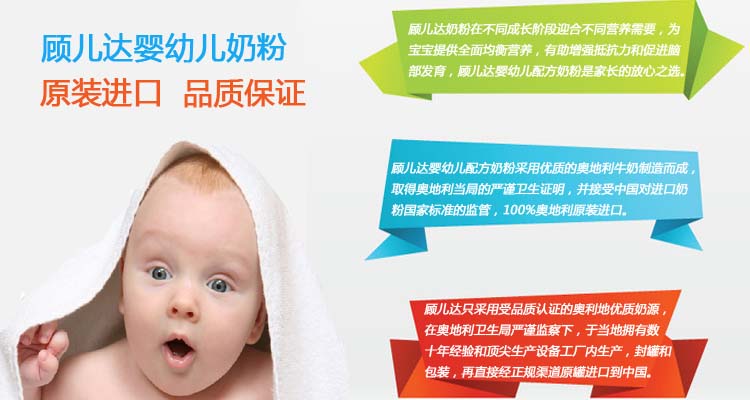 顾儿达婴幼儿奶粉
原装进口 品质保证
顾儿达奶粉在不同成长阶段迎合不同营养需要，为
宝宝提供全面均衡营养，有助增强抵抗力和促进脑
部发育，顾儿达婴幼儿配方奶粉是家长的放心之选。
顾儿达婴幼儿配方奶粉采用优质的奥地利牛奶制造而成，
取得奥地利当局的严谨卫生证明，并接受中国对进口奶
粉国家标准的监管，100%奥地利原装进口。
顾儿达只采用受品质认证的奥利地优质奶源，
在奥地利卫生局严谨监察下，于当地拥有数
十年经验和顶尖生产设备工厂内生产，封罐和
包装，再直接经正规渠道原罐进口到中国。